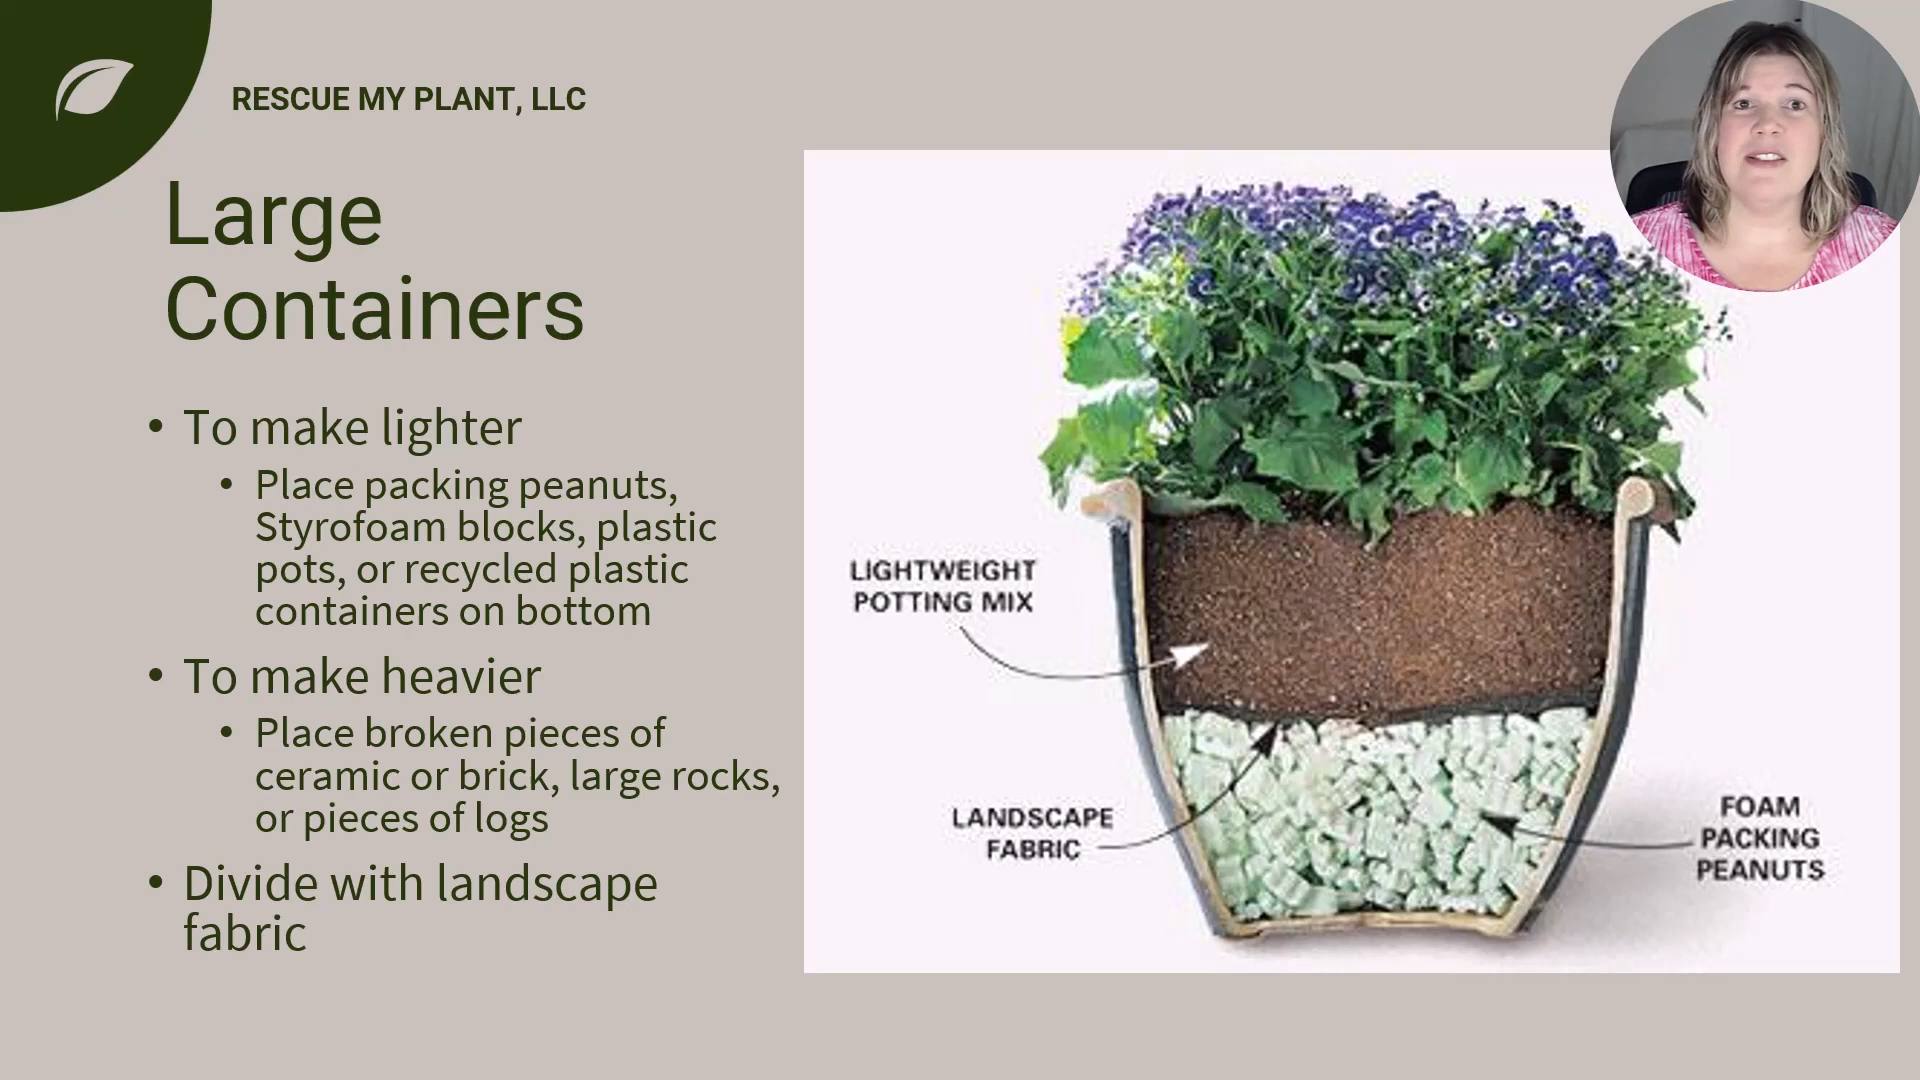 RESCUE MY PLANT, LLC
Large
Containers
• To make lighter
• Place packing peanuts,
Styrofoam blocks, plastic
pots, or recycled plastic
containers on bottom
• To make heavier
• Place broken pieces of
ceramic or brick, large rocks,
or pieces of logs
• Divide with landscape
fabric
LIGHTWEIGHT
POTTING MIX
LANDSCAPE
FABRIC
FOAM
PACKING
PEANUTS